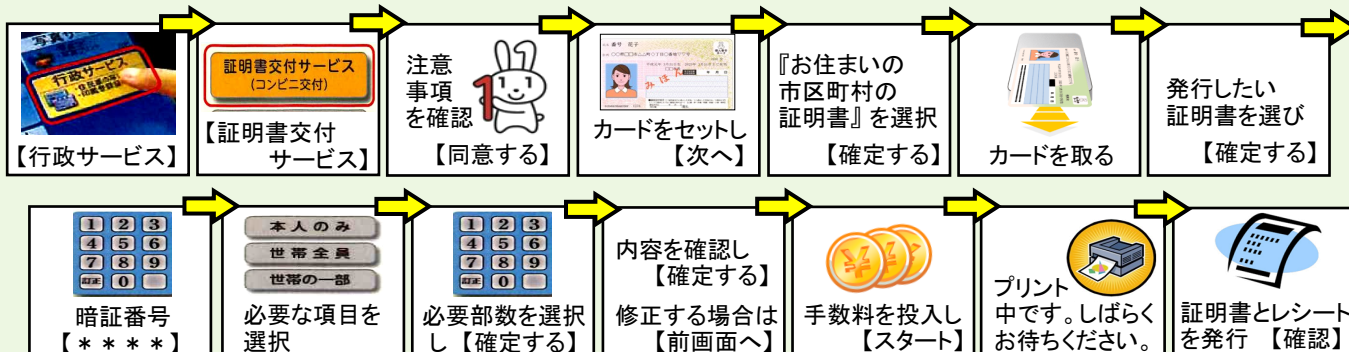 行政サービス
【行政サービス】
証明書交付サービス
(コンビニ交付)
【証明書交付
サービス】
注意
事項
を確認
【同意する】
番号 花子
みほん
カードをセットし
【次へ】
『お住まいの
市区町村の
証明書』を選択
【確定する】
カードを取る
発行したい
証明書を選び
【確定する】
1 2 3
4 5 6
7 8 9
訂正 0
暗証番号
【＊＊＊＊】
本人のみ
世帯全員
世帯の一部
必要な項目を
選択
1 2 3
4 5 6
7 8 9
訂正 0
必要部数を選択
し【確定する】
内容を確認し
【確定する】
修正する場合は
【前画面へ】
手数料を投入し
【スタート】
プリント
中です。しばらく
お待ちください。
証明書とレシート
を発行 【確認】